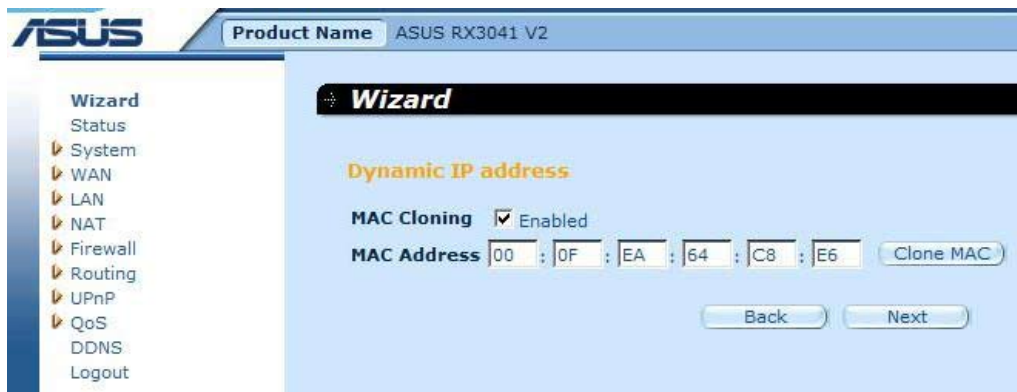 ASUS
Product Name ASUS RX3041 V2
Wizard
Status
System
WAN
LAN
NAT
Firewall
Routing
UPnP
QoS
DDNS
Logout
Wizard
Dynamic IP address
MAC Cloning Enabled
MAC Address 00 : 0F : EA : 64 : C8 : E6 Clone MAC
Back Next